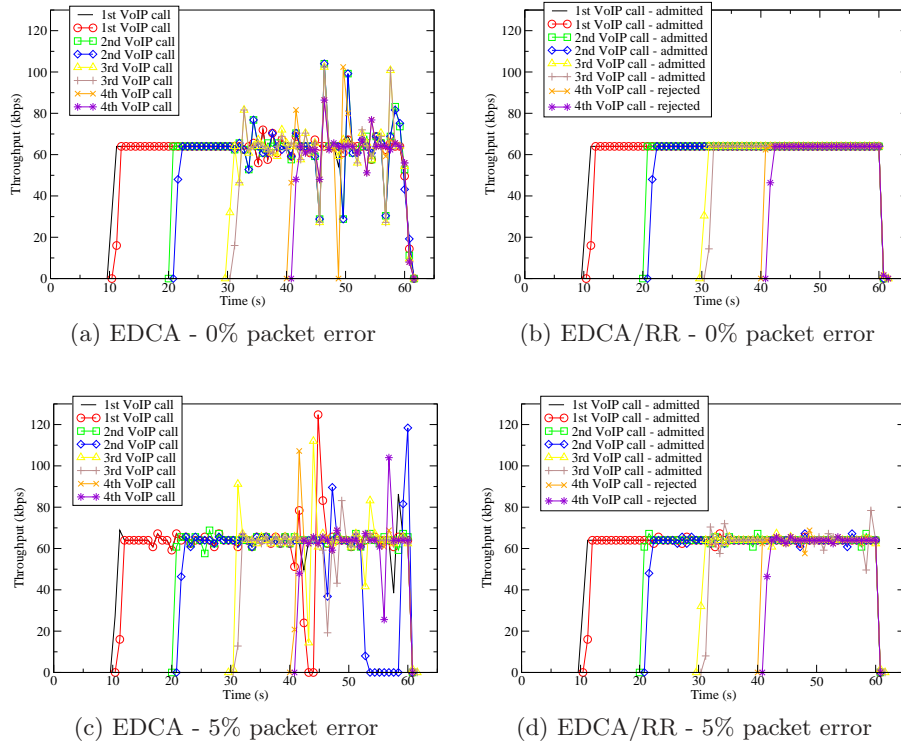 1st VoIP call
1st VoIP call
2nd VoIP call
2nd VoIP call
3rd VoIP call
3rd VoIP call
4th VoIP call
4th VoIP call
Throughput (kbps)
0
20
40
60
80
100
120
0 10 20 30 40 50 60
Time (s)
(a) EDCA - 0% packet error
1st VoIP call - admitted
1st VoIP call - admitted
2nd VoIP call - admitted
2nd VoIP call - admitted
3rd VoIP call - admitted
3rd VoIP call - admitted
4th VoIP call - rejected
4th VoIP call - rejected
Throughput (kbps)
0
20
40
60
80
100
120
0 10 20 30 40 50 60
Time (s)
(b) EDCA/RR - 0% packet error
1st VoIP call
1st VoIP call
2nd VoIP call
2nd VoIP call
3rd VoIP call
3rd VoIP call
4th VoIP call
4th VoIP call
Throughput (kbps)
0
20
40
60
80
100
120
0 10 20 30 40 50 60
Time (s)
(c) EDCA - 5% packet error
1st VoIP call - admitted
1st VoIP call - admitted
2nd VoIP call - admitted
2nd VoIP call - admitted
3rd VoIP call - admitted
3rd VoIP call - admitted
4th VoIP call - rejected
4th VoIP call - rejected
Throughput (kbps)
0
20
40
60
80
100
120
0 10 20 30 40 50 60
Time (s)
(d) EDCA/RR - 5% packet error